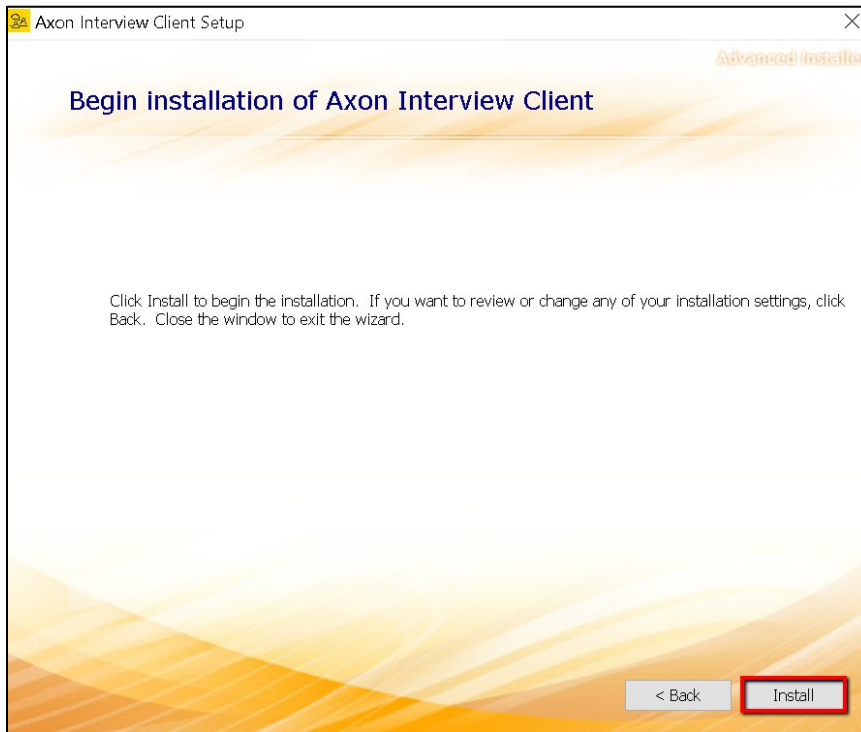 Axon Interview Client Setup
Advanced Installe
Begin installation of Axon Interview Client
Click Install to begin the installation. If you want to review or change any of your installation settings, click
Back. Close the window to exit the wizard.
< Back
Install